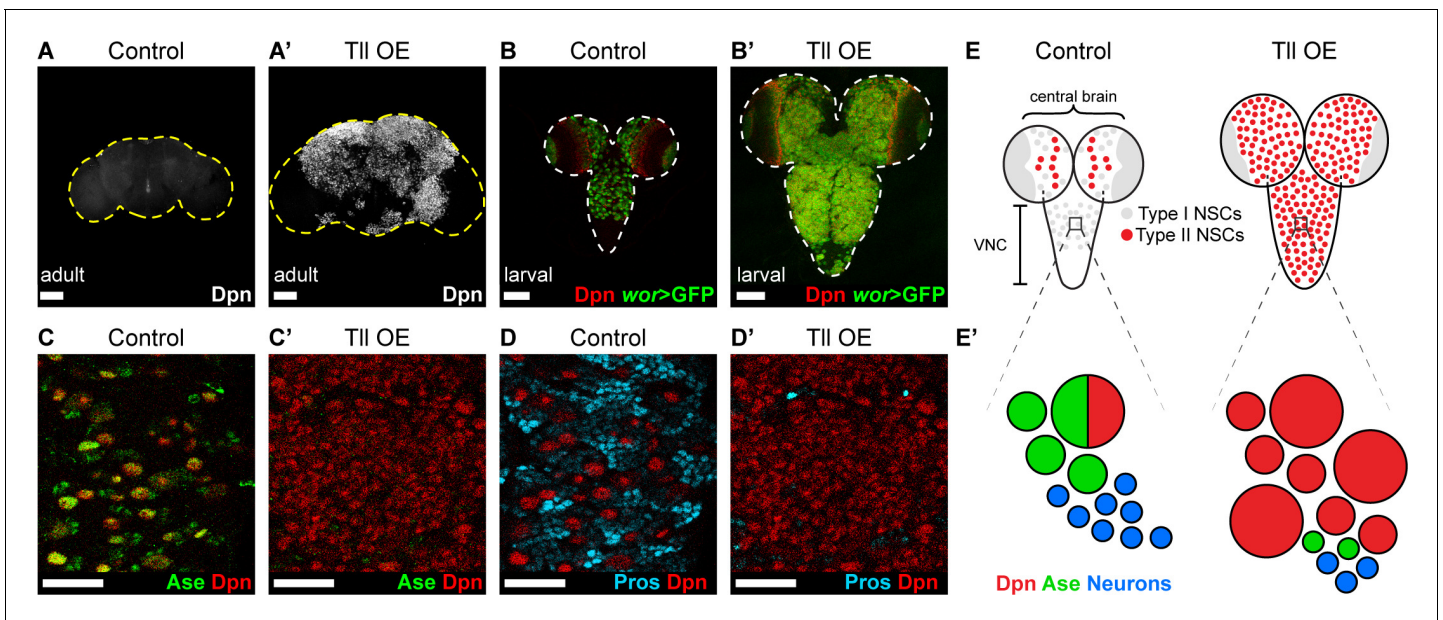 A Control
A' Tll OE
B Control
B' Tll OE
adult
Dpn
adult
Dpn
larval
Dpn wor>GFP
larval
Dpn wor>GFP
C Control
C' Tll OE
D Control
D' Tll OE
Ase Dpn
Ase Dpn
Pros Dpn
Pros Dpn
E Control
Tll OE
central brain
VNC
Type I NSCs
Type II NSCs
E'
Dpn Ase Neurons